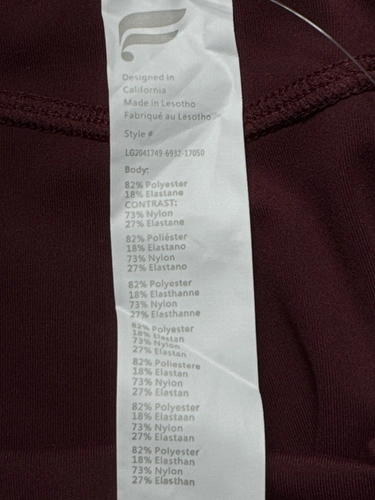 Designed in
California
Made in Lesotho
Fabriqué au Lesotho
Style #
LG2041749-6932-17050
Body:
82% Polyester
18% Elastane
CONTRAST:
73% Nylon
27% Elastane
82% Poliéster
18% Elastano
73% Nylon
27% Elastano
82% Polyester
18% Elasthanne
73% Nylon
27% Elasthanne
82% Polyester
18% Elastan
73% Nylon
27% Elastan
82% Poliestere
18% Elastan
73% Nylon
27% Elastan
82% Polyester
18% Elastaan
73% Nylon
27% Elastaan
82% Polyester
18% Elasthan
73% Nylon
27% Elasthan